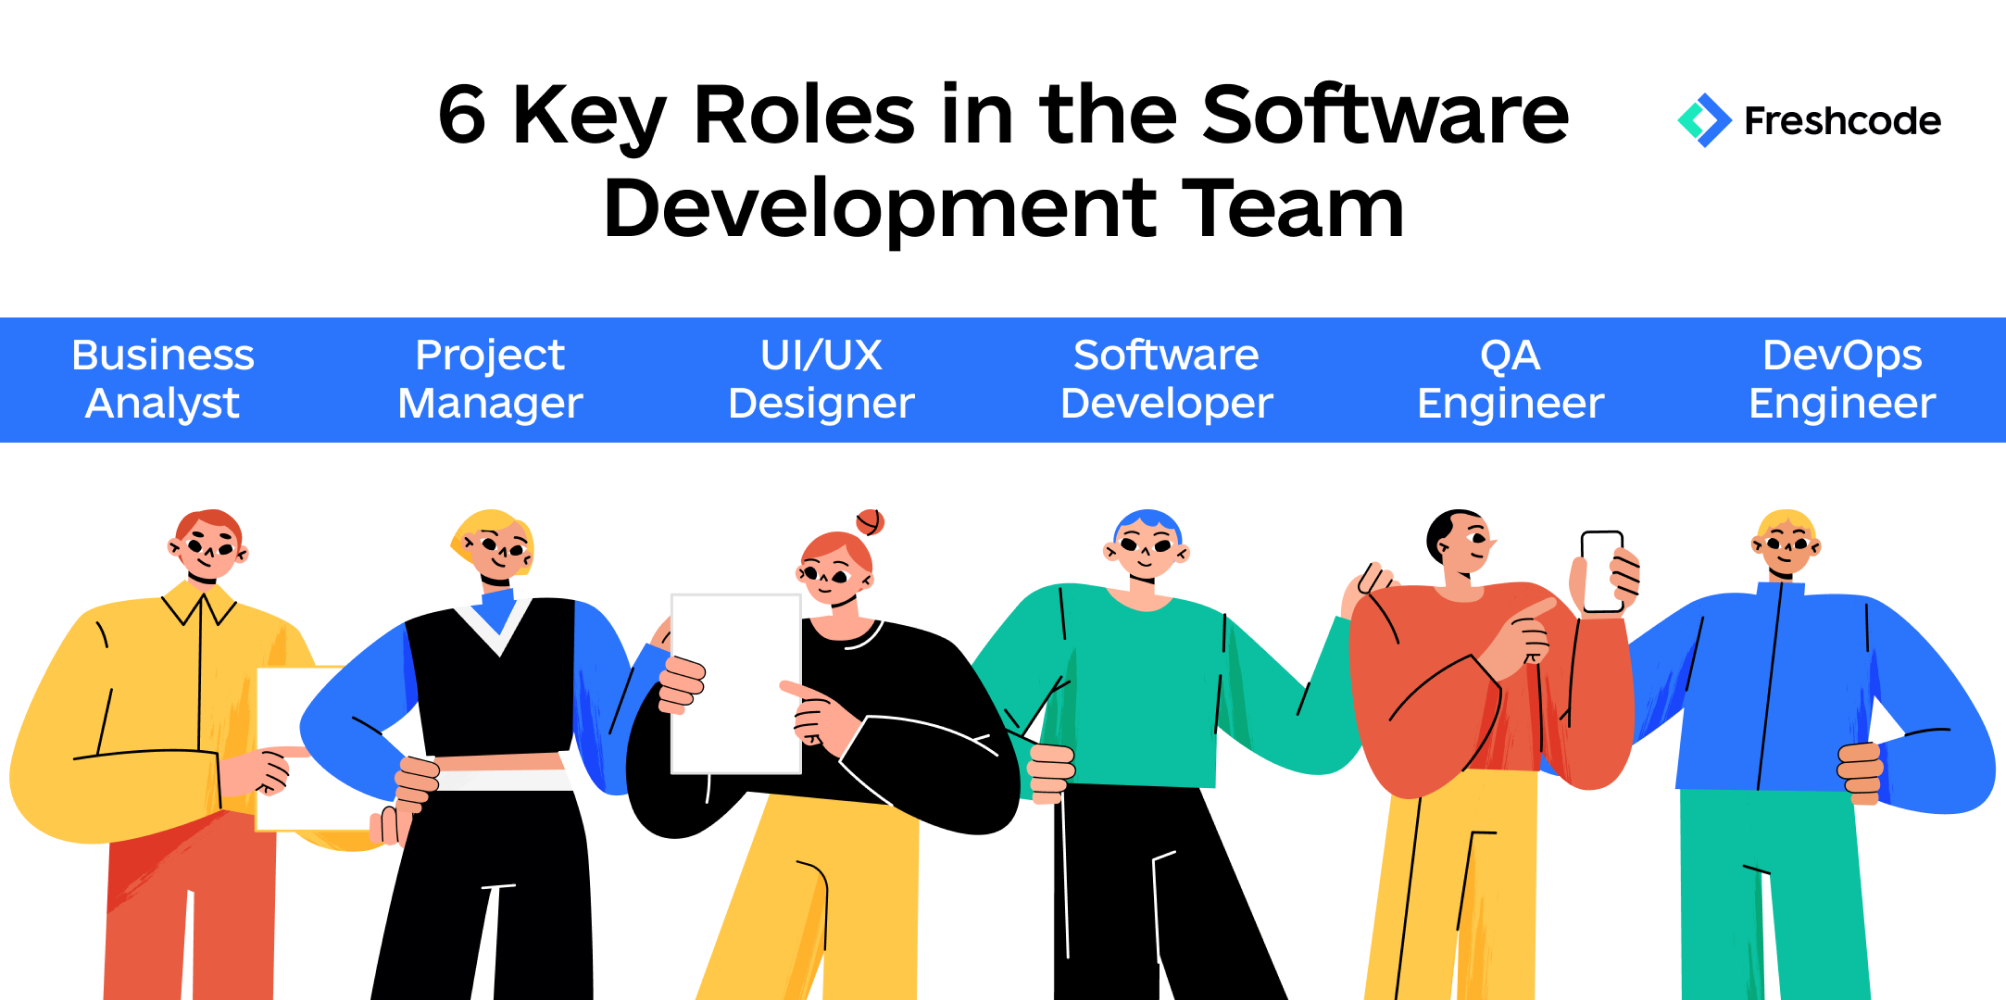 6 Key Roles in the Software
Development Team
Freshcode
Business
Analyst
Project
Manager
UI/UX
Designer
Software
Developer
QA
Engineer
DevOps
Engineer